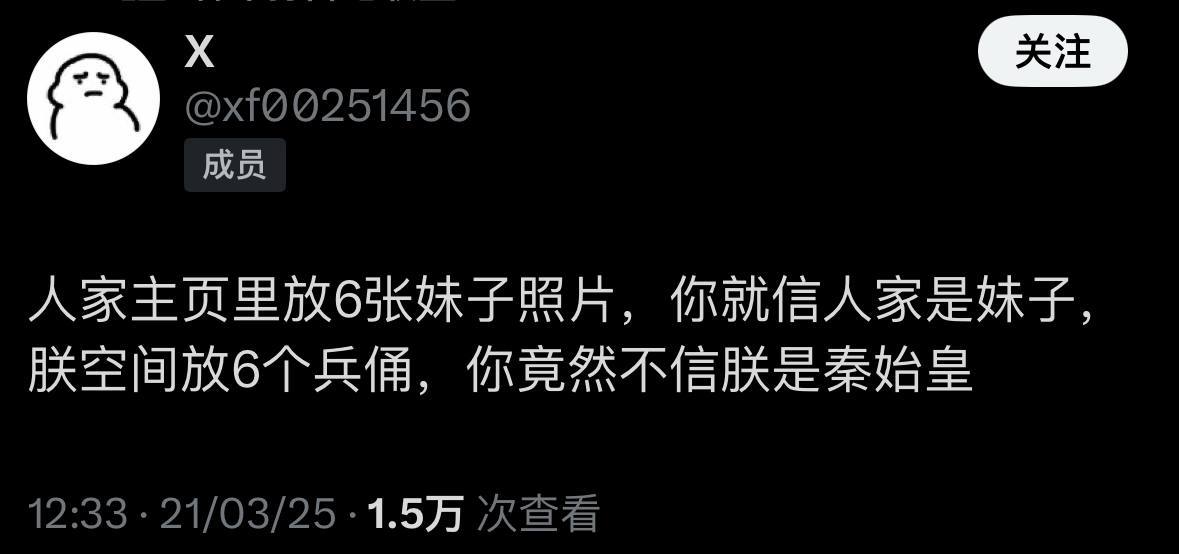 X
关注
@xf00251456
成员
人家主页里放6张妹子照片，你就信人家是妹子，
朕空间放6个兵俑，你竟然不信朕是秦始皇
12:33 · 21/03/25 · 1.5万 次查看